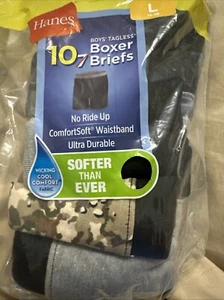 Hanes
BOYS' TAGLESS®
10 7 Boxer
Briefs
L
No Ride Up
ComfortSoft® Waistband
Ultra Durable
WICKING
COOL
COMFORT
FABRIC
SOFTER
THAN
EVER